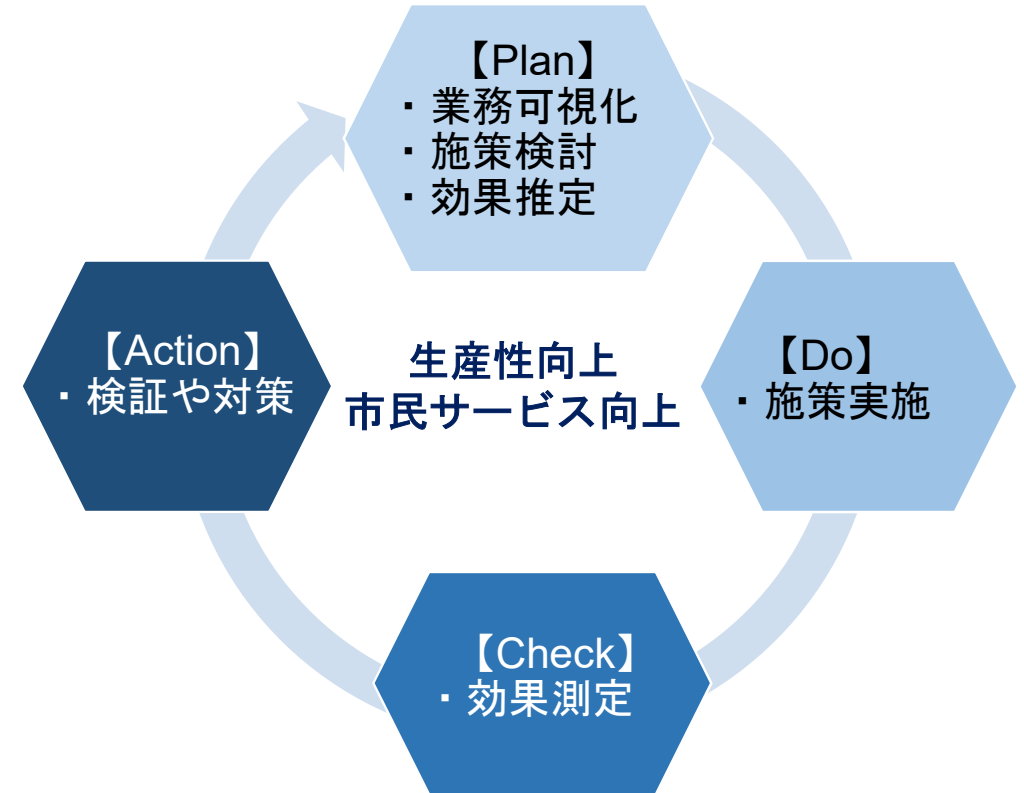 【Plan】
・業務可視化
・施策検討
・効果推定
【Action】
・検証や対策
生産性向上
市民サービス向上
【Do】
・施策実施
【Check】
・効果測定